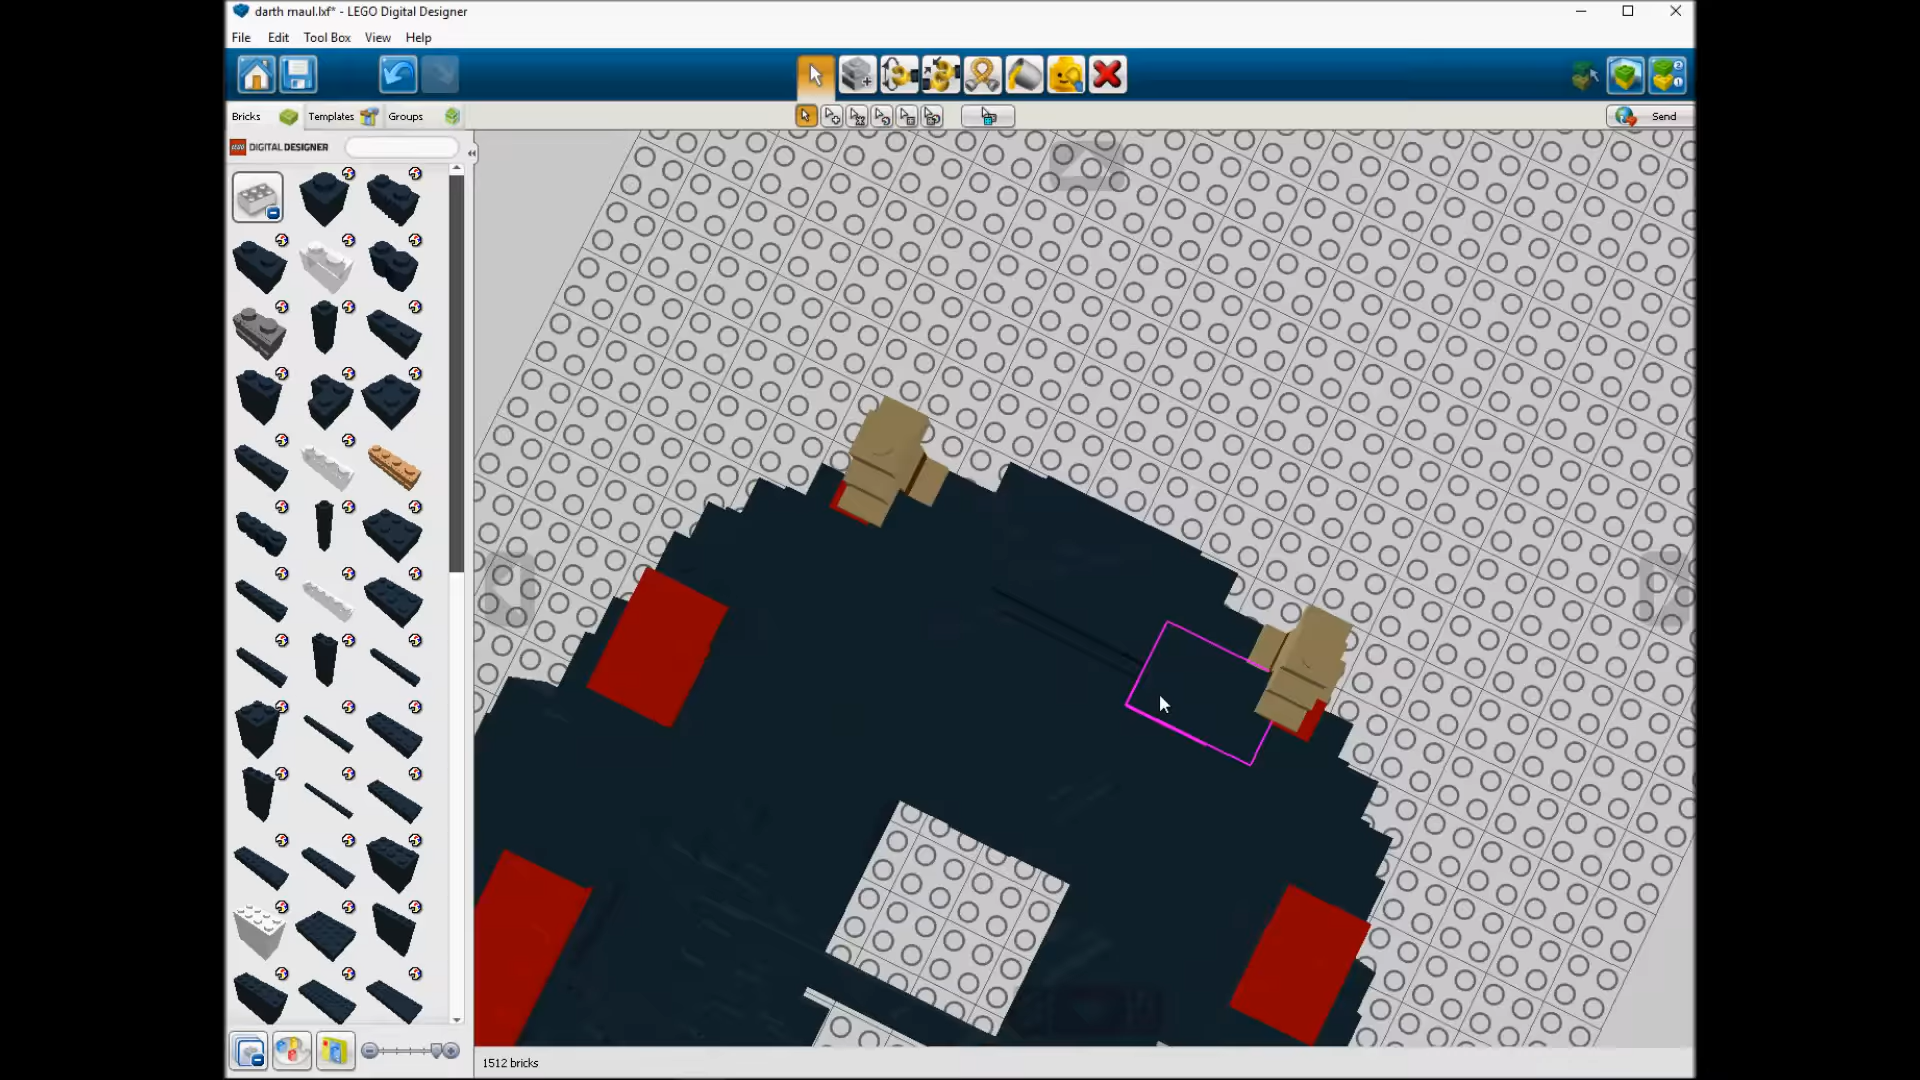 darth maul.lxf* - LEGO Digital Designer
File Edit Tool Box View Help
Bricks Templates Groups
Send
LEGO DIGITAL DESIGNER
1512 bricks